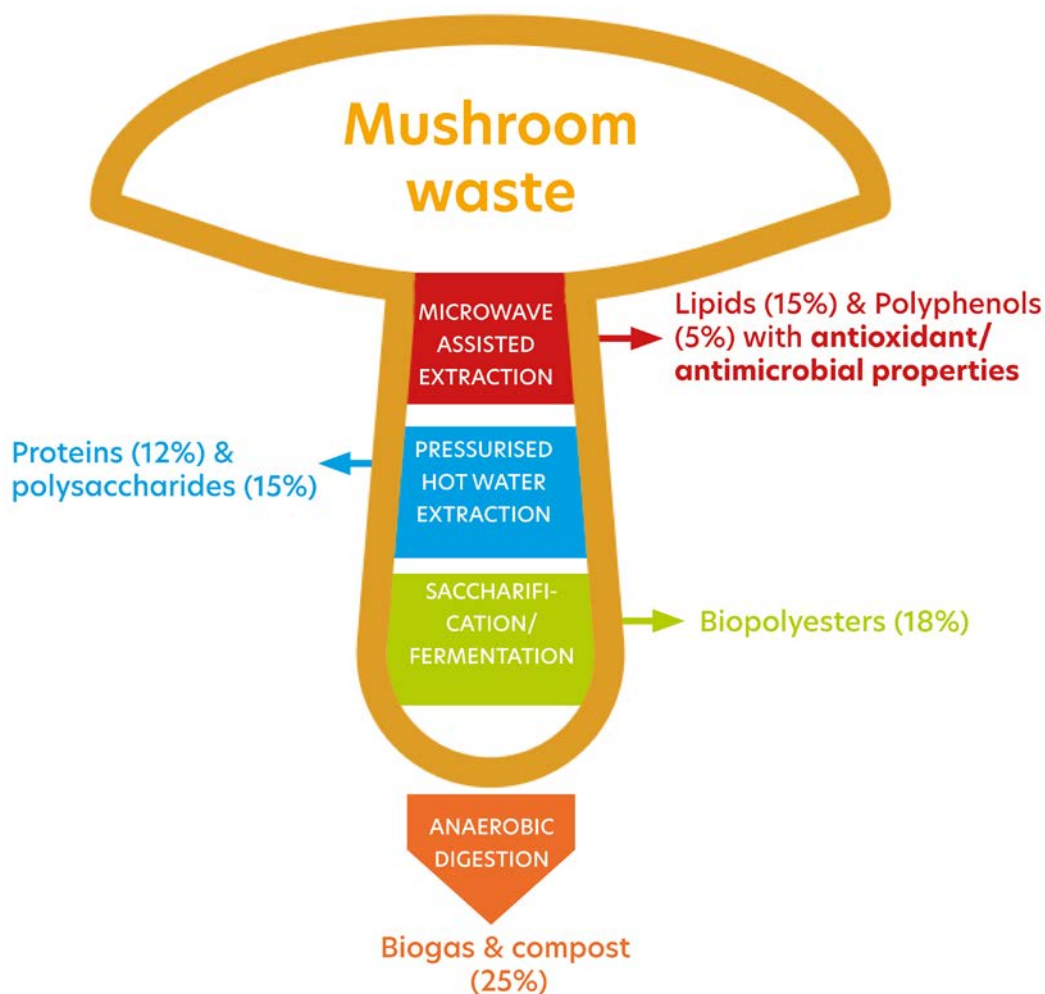 Mushroom
waste
MICROWAVE
ASSISTED
EXTRACTION
Lipids (15%) & Polyphenols
(5%) with antioxidant/
antimicrobial properties
Proteins (12%) &
polysaccharides (15%)
PRESSURISED
HOT WATER
EXTRACTION
SACCHARIFI-
CATION/
FERMENTATION
Biopolyesters (18%)
ANAEROBIC
DIGESTION
Biogas & compost
(25%)